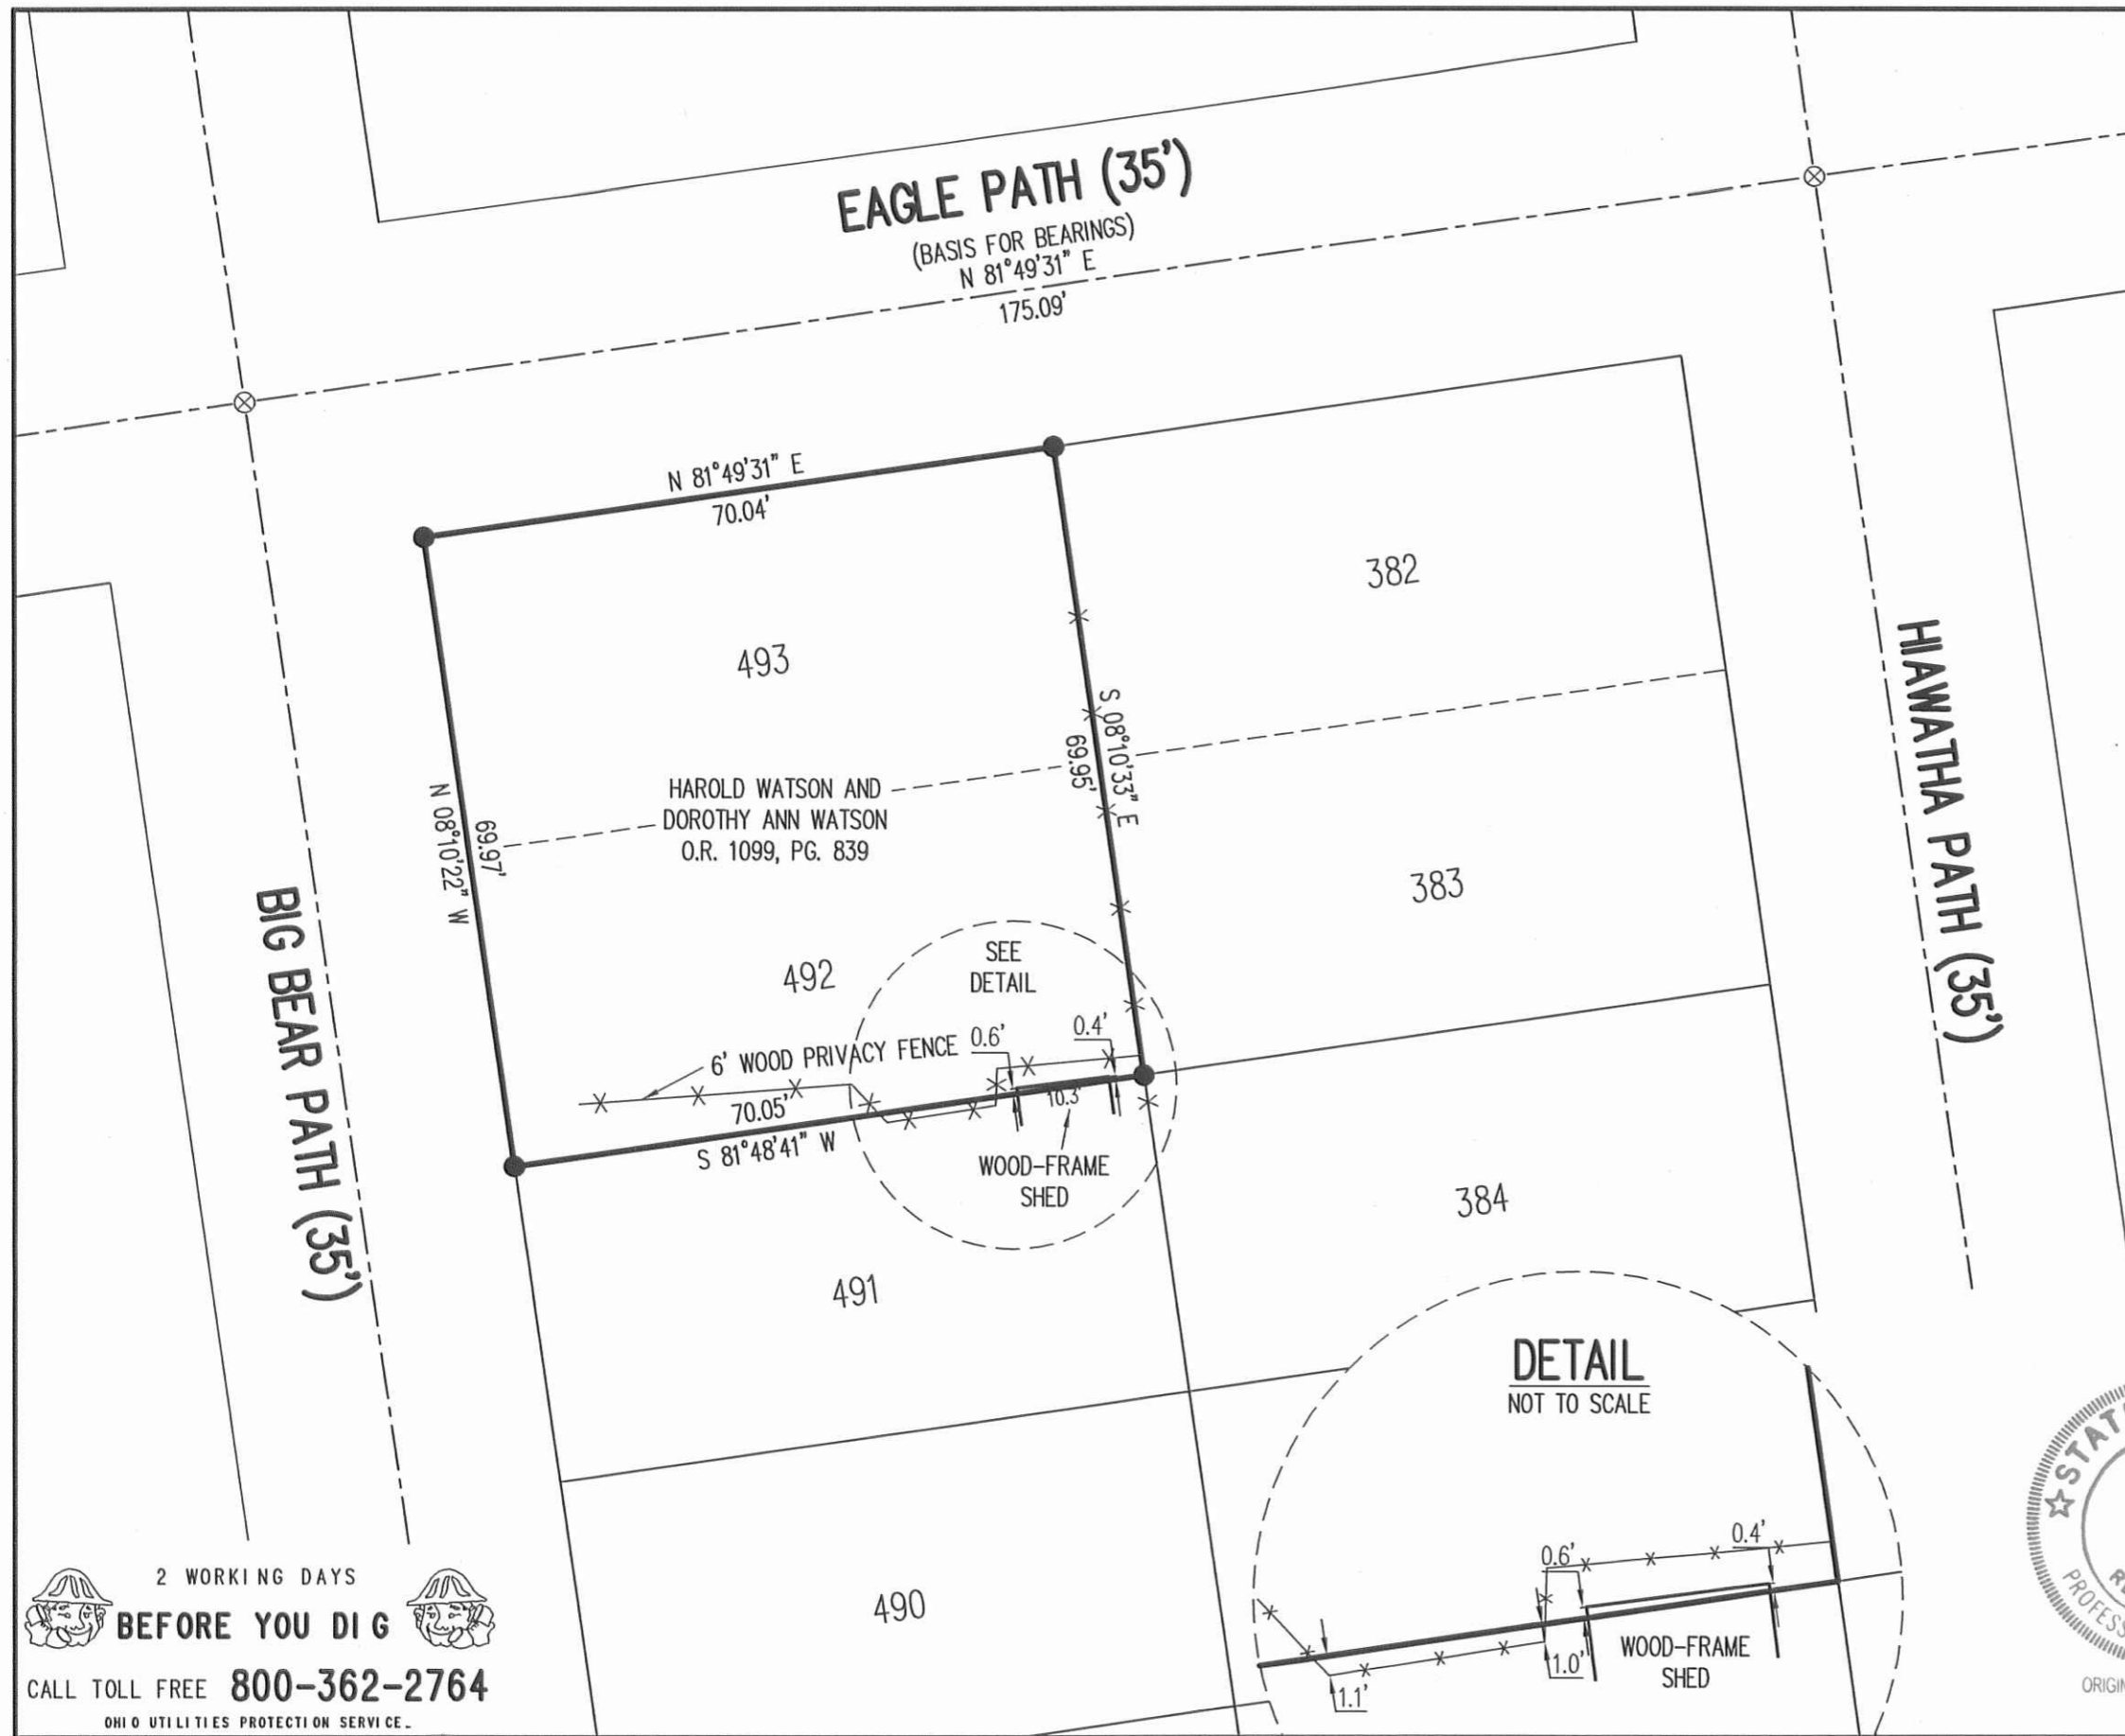 EAGLE PATH (35')
(BASIS FOR BEARINGS)
N 81°49'31" E
175.09'
N 81°49'31" E
70.04'
382
493
S 08°10'33" E
69.95'
HIAWATHA PATH (35')
HAROLD WATSON AND
DOROTHY ANN WATSON
O.R. 1099, PG. 839
N 08°10'22" W
69.97'
383
BIG BEAR PATH (35')
492
SEE
DETAIL
6' WOOD PRIVACY FENCE
0.6'
0.4'
70.05'
S 81°48'41" W
10.3'
WOOD-FRAME
SHED
384
491
DETAIL
NOT TO SCALE
0.6'
0.4'
WOOD-FRAME
SHED
1.0'
1.1'
490
2 WORKING DAYS
BEFORE YOU DIG
CALL TOLL FREE 800-362-2764
OHIO UTILITIES PROTECTION SERVICE.